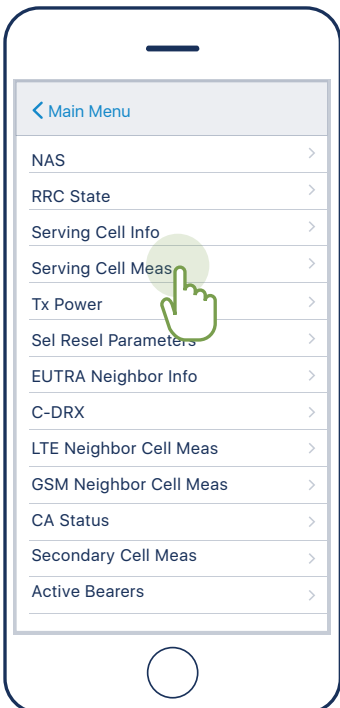 Main Menu
NAS
RRC State
Serving Cell Info
Serving Cell Meas
Tx Power
Sel Resel Parameters
EUTRA Neighbor Info
C-DRX
LTE Neighbor Cell Meas
GSM Neighbor Cell Meas
CA Status
Secondary Cell Meas
Active Bearers